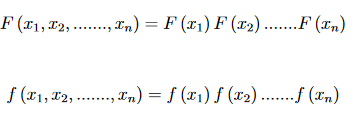 F (x₁, x₂, ......., xₙ) = F (x₁) F (x₂) .......F (xₙ)
f (x₁, x₂, ......., xₙ) = f (x₁) f (x₂) .......f (xₙ)